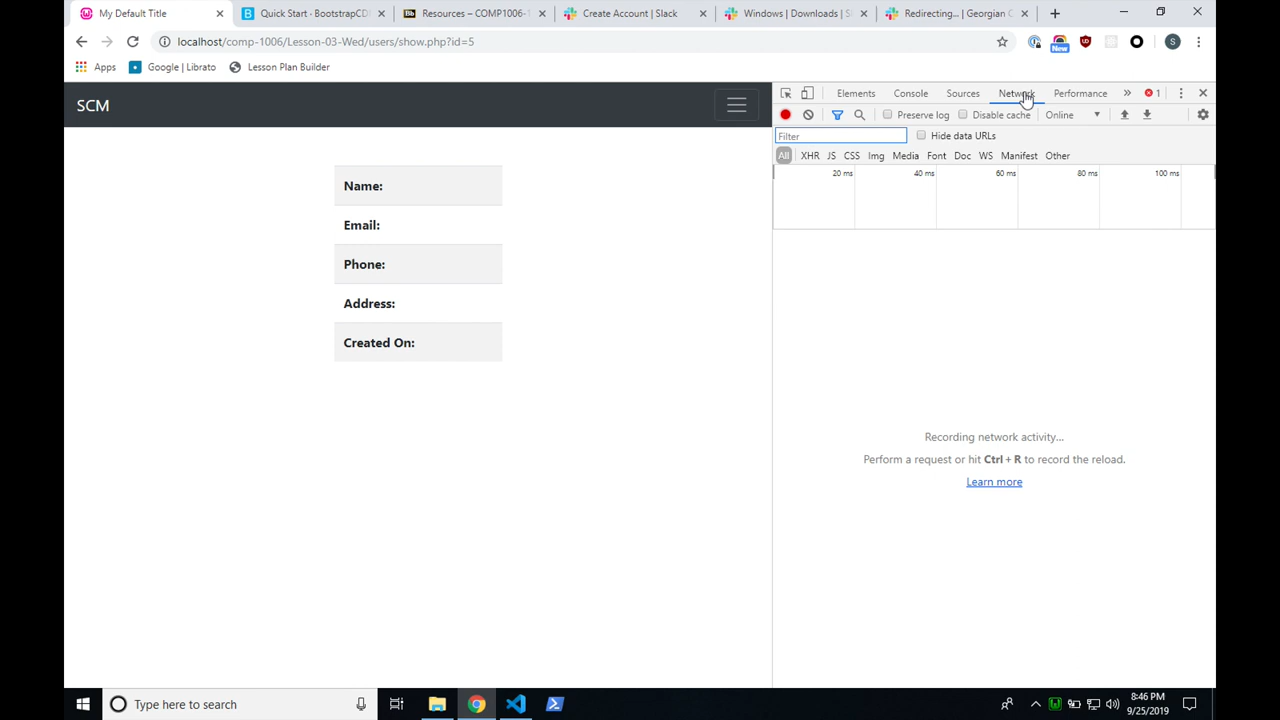 My Default Title
Quick Start · BootstrapCDN
Resources – COMP1006-1
Create Account | Slack
Windows | Downloads | Sl
Redirecting... | Georgian C
localhost/comp-1006/Lesson-03-Wed/users/show.php?id=5
New
S
Apps
Google | Librato
Lesson Plan Builder
SCM
Name:
Email:
Phone:
Address:
Created On:
Elements Console Sources Network Performance » 1
Preserve log Disable cache Online
Filter
Hide data URLs
All XHR JS CSS Img Media Font Doc WS Manifest Other
20 ms 40 ms 60 ms 80 ms 100 ms
Recording network activity...
Perform a request or hit Ctrl + R to record the reload.
Learn more
Type here to search
8:46 PM
9/25/2019